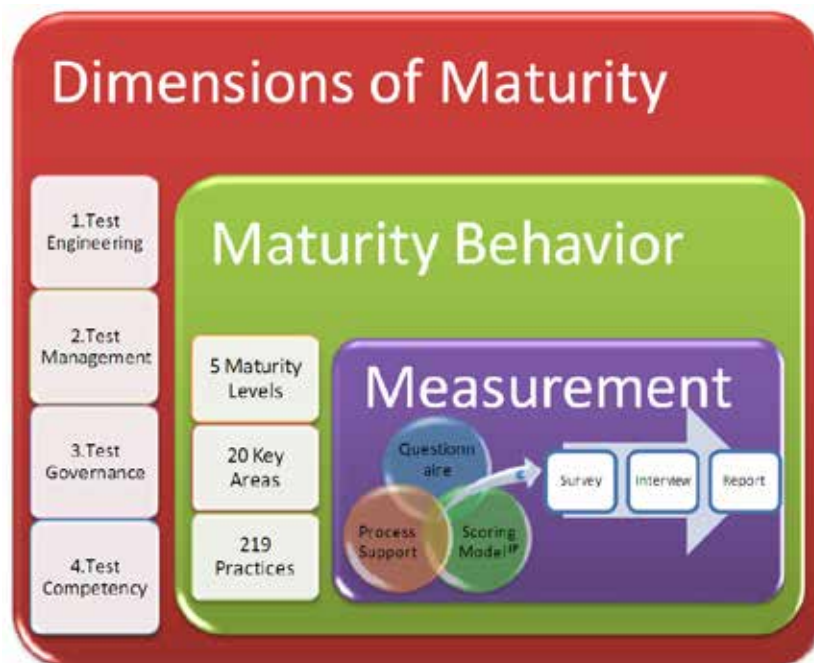 Dimensions of Maturity
1.Test
Engineering
2.Test
Management
3.Test
Governance
4.Test
Competency
Maturity Behavior
5 Maturity
Levels
20 Key
Areas
219
Practices
Measurement
Questionn
aire
Process
Support
Scoring
Model IP
Survey
Interview
Report